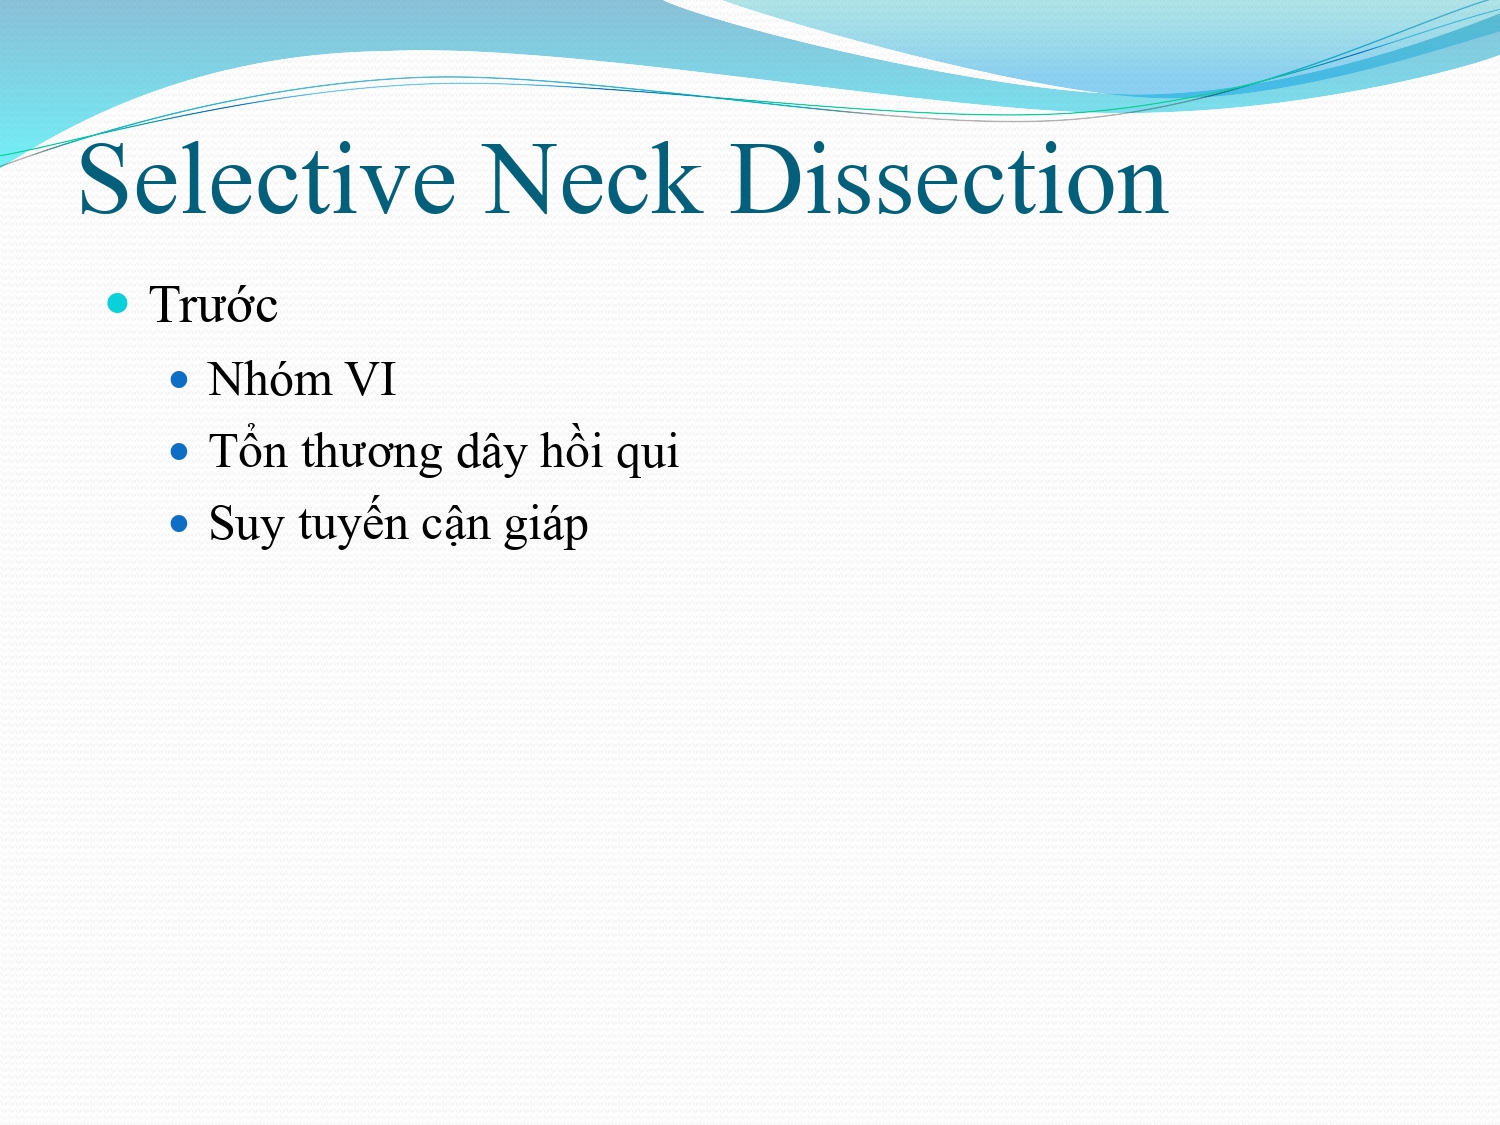 Selective Neck Dissection
Trước
Nhóm VI
Tổn thương dây hồi qui
Suy tuyến cận giáp